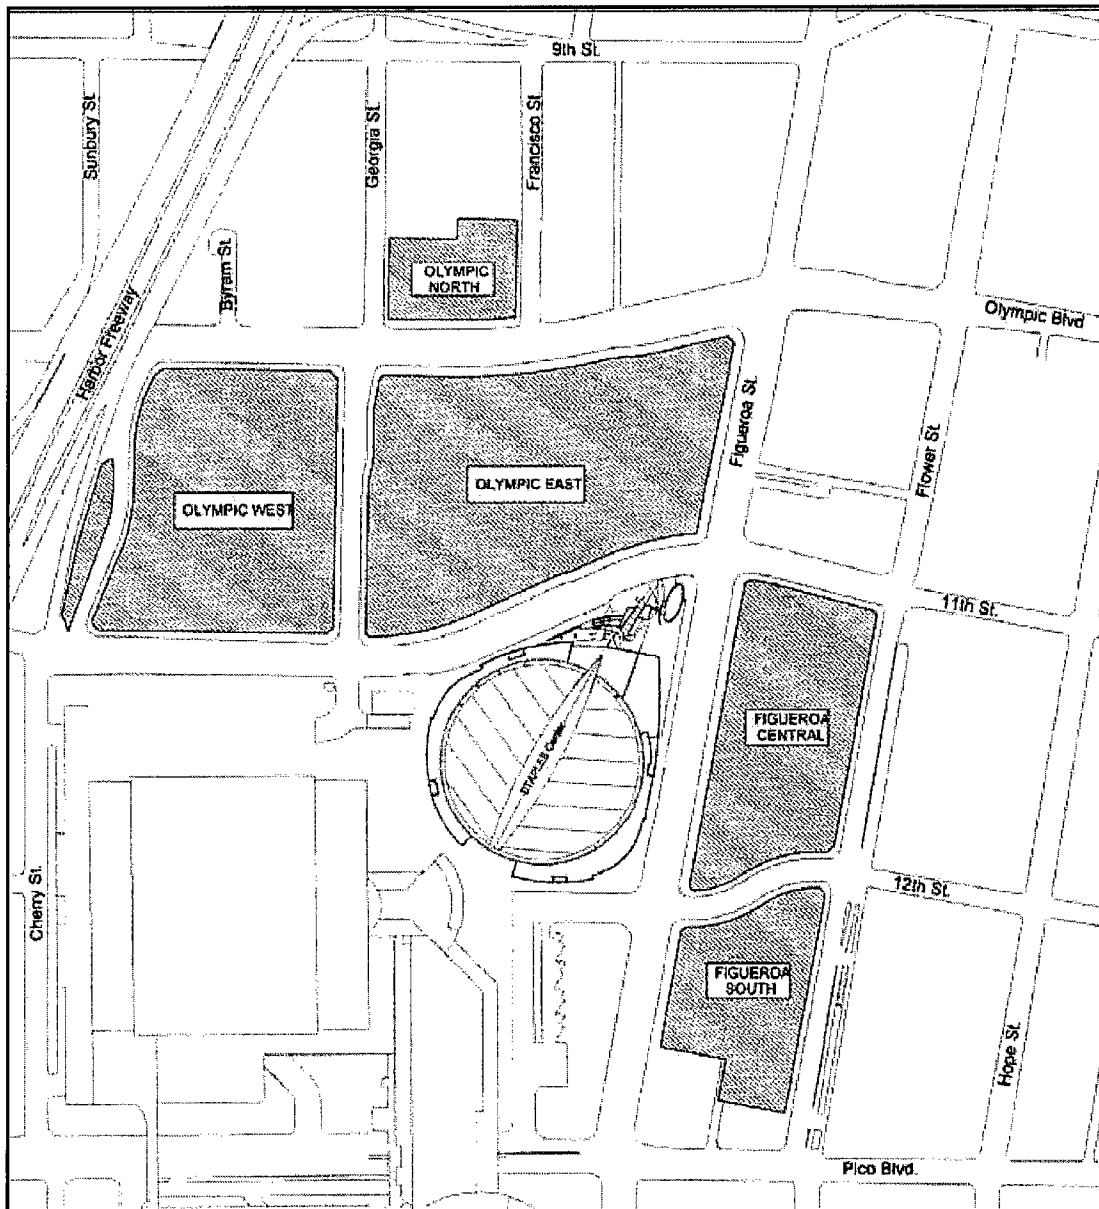 9th St.
Sunbury St.
Georgia St.
Francisco St.
Byram St.
OLYMPIC
NORTH
Harbor Freeway
Olympic Blvd
Figueroa St.
Flower St.
OLYMPIC EAST
OLYMPIC WEST
11th St.
FIGUEROA
CENTRAL
STAPLES Center
12th St.
Cherry St.
FIGUEROA
SOUTH
Hope St.
Pico Blvd.